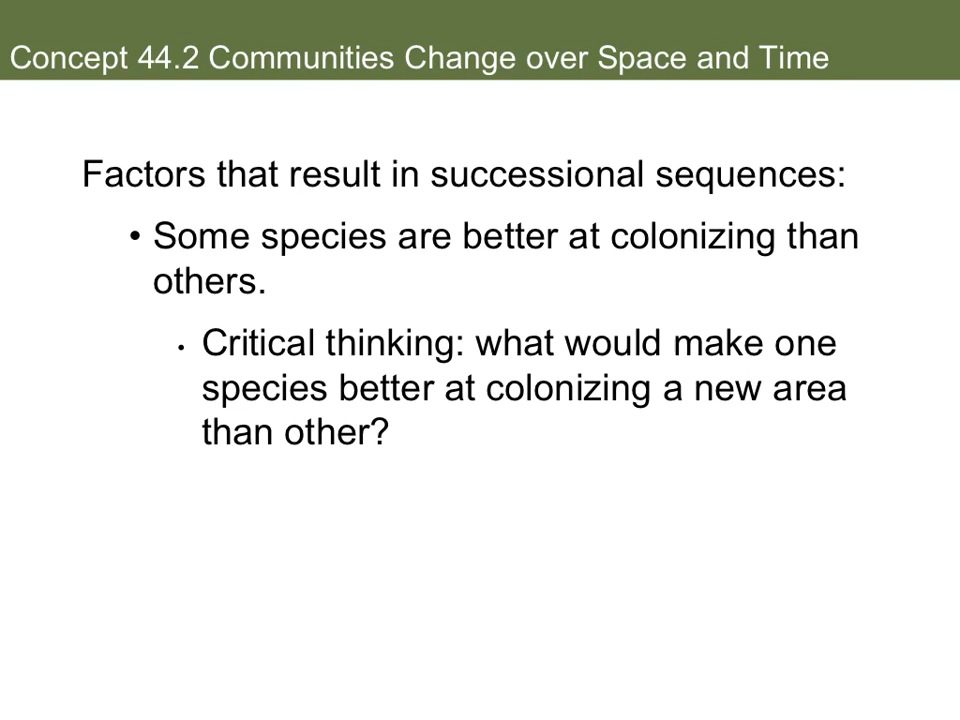 Concept 44.2 Communities Change over Space and Time
Factors that result in successional sequences:
• Some species are better at colonizing than
others.
• Critical thinking: what would make one
species better at colonizing a new area
than other?